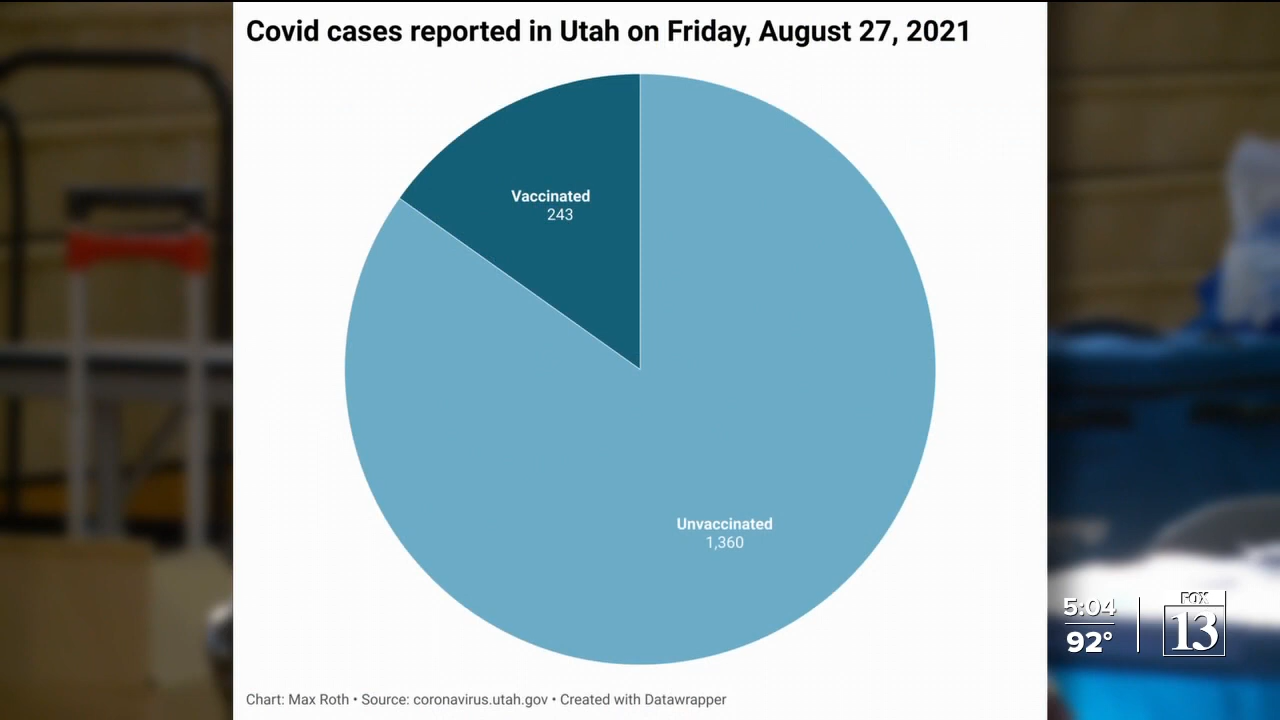 Covid cases reported in Utah on Friday, August 27, 2021
Vaccinated
243
Unvaccinated
1,360
5:04
92°
FOX
13
Chart: Max Roth • Source: coronavirus.utah.gov • Created with Datawrapper